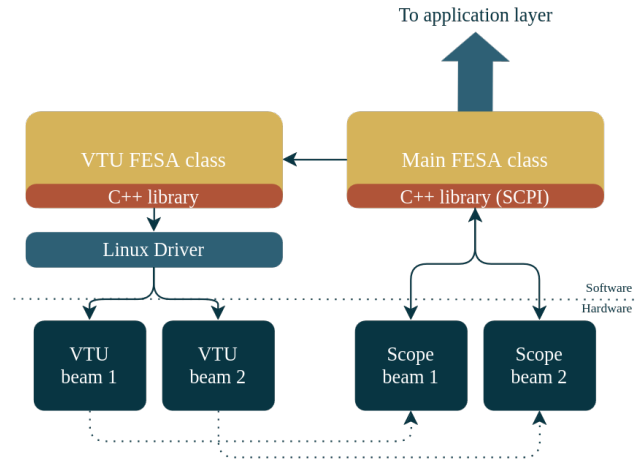 To application layer
VTU FESA class
Main FESA class
C++ library
C++ library (SCPI)
Linux Driver
Software
Hardware
VTU
beam 1
VTU
beam 2
Scope
beam 1
Scope
beam 2